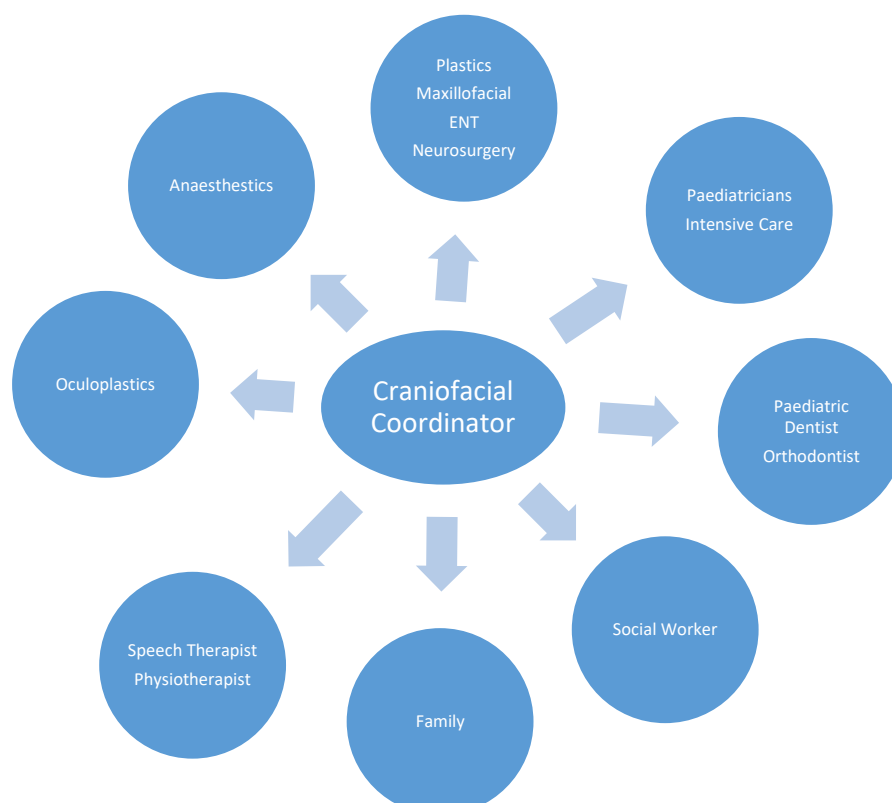 Plastics
Maxillofacial
ENT
Neurosurgery
Anaesthestics
Paediatricians
Intensive Care
Oculoplastics
Craniofacial
Coordinator
Paediatric
Dentist
Orthodontist
Social Worker
Speech Therapist
Physiotherapist
Family